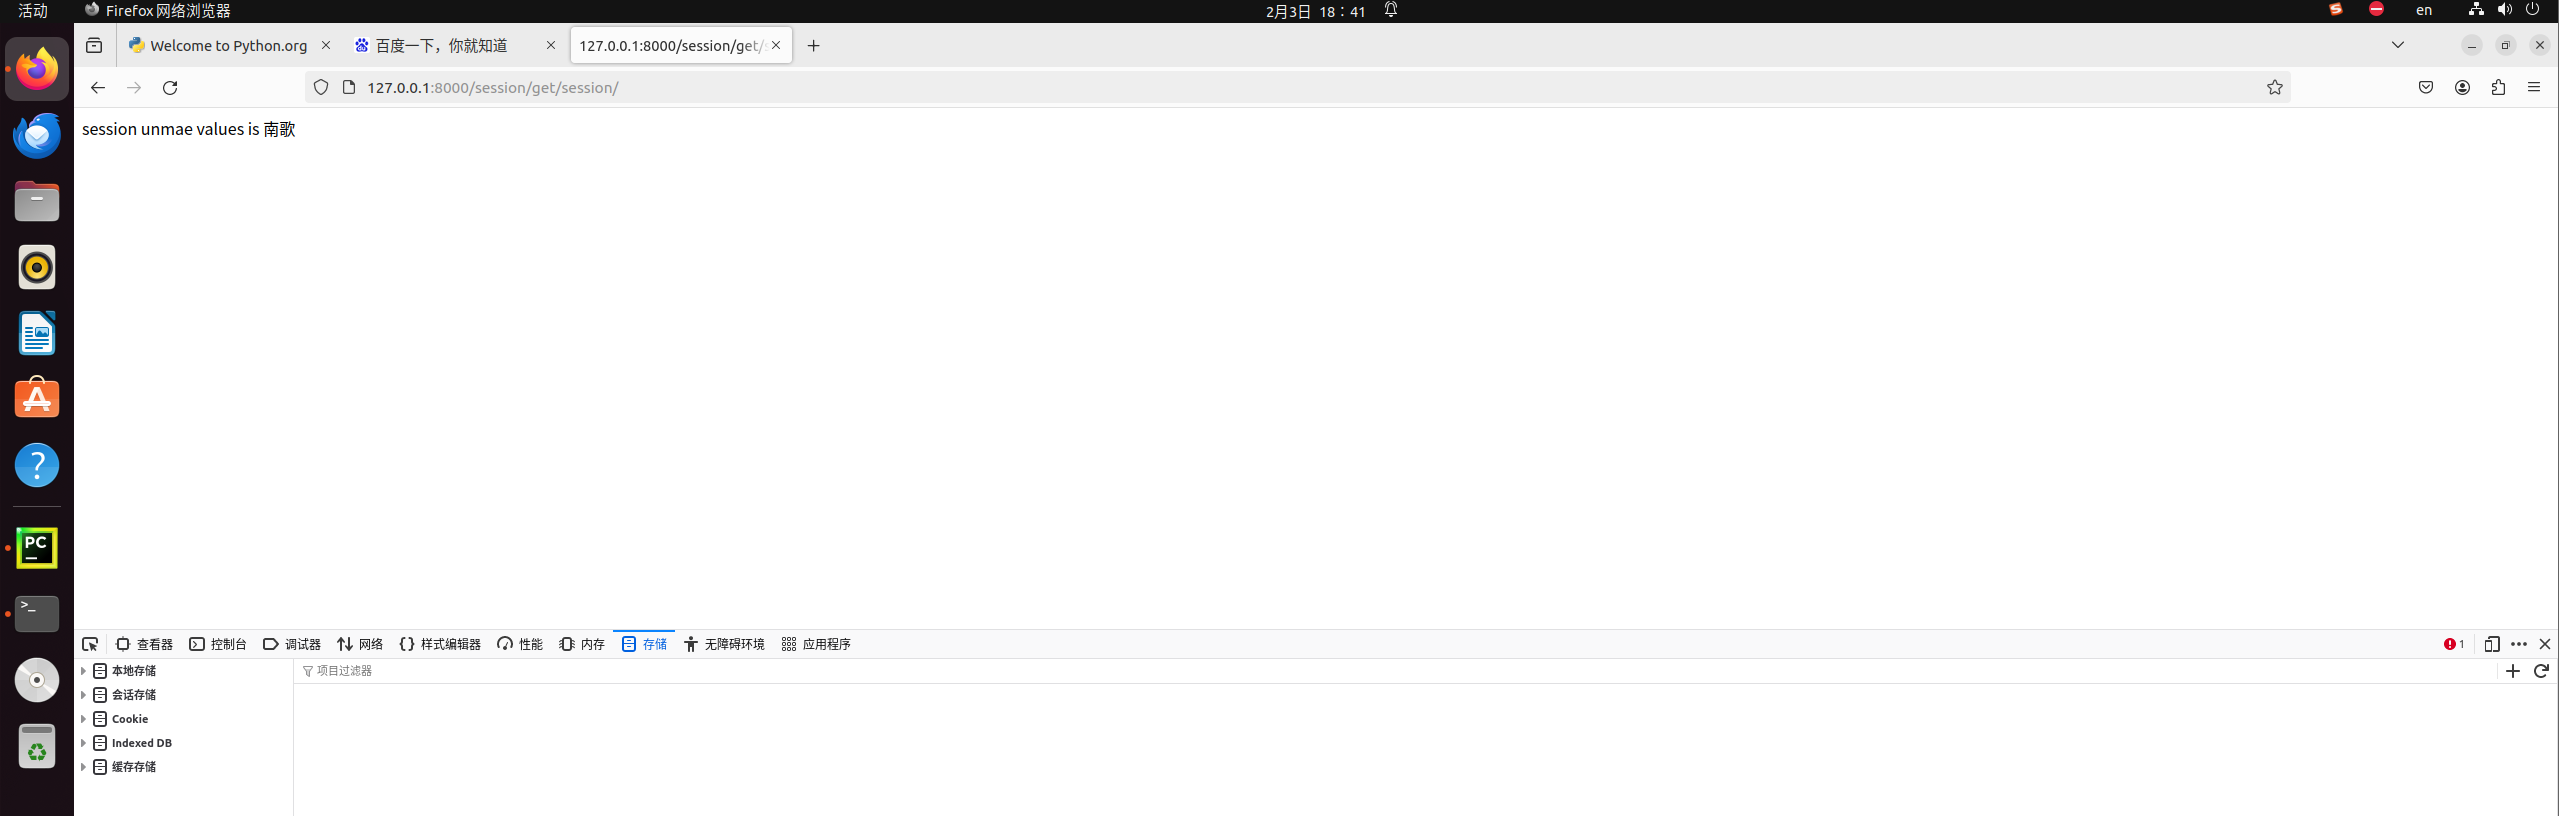 活动 Firefox 网络浏览器 2月3日 18：41 en
Welcome to Python.org 百度一下，你就知道 127.0.0.1:8000/session/get/s
127.0.0.1:8000/session/get/session/
session unmae values is 南歌
查看器 控制台 调试器 网络 样式编辑器 性能 内存 存储 无障碍环境 应用程序 1
本地存储 项目过滤器
会话存储
Cookie
Indexed DB
缓存存储
PC
>_